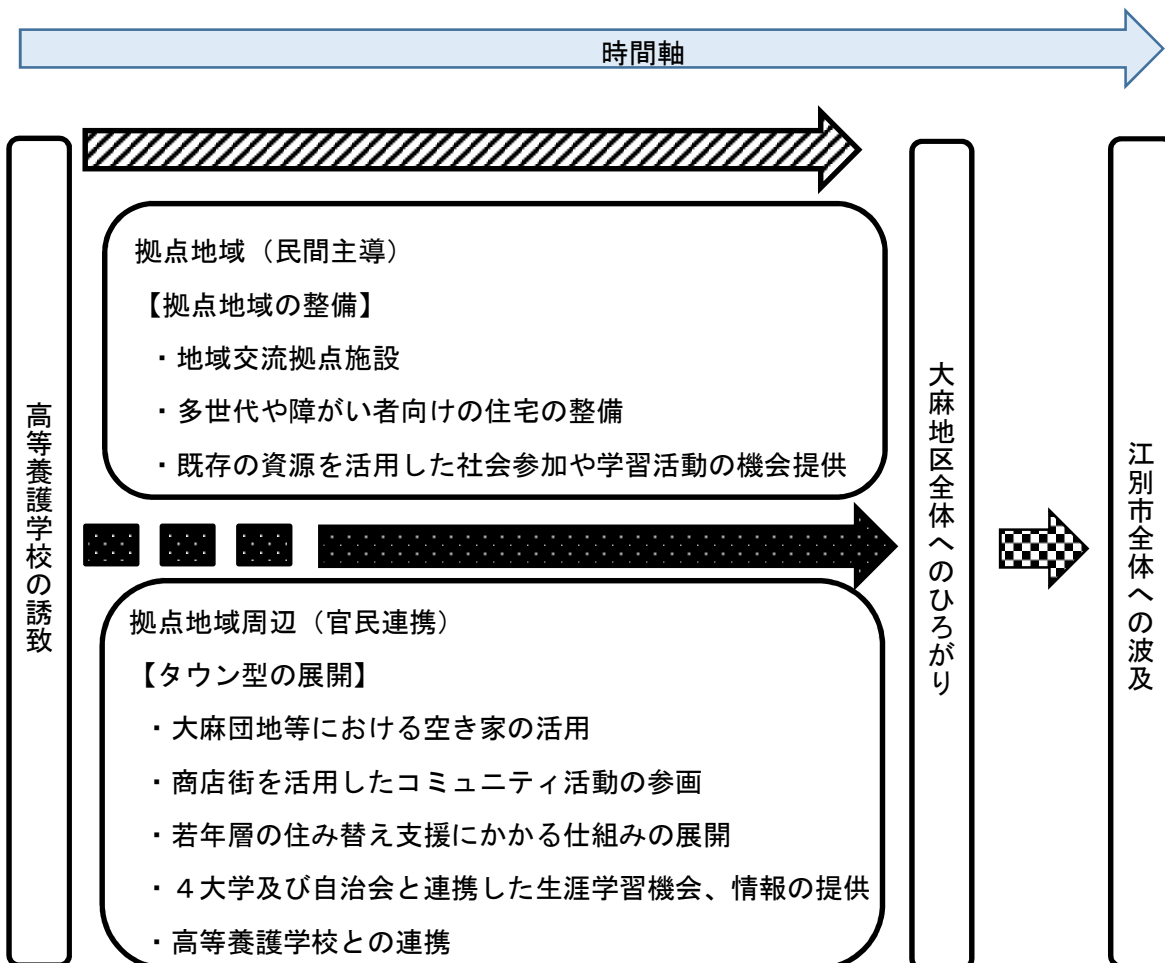 時間軸
高等養護学校の誘致
拠点地域（民間主導）
【拠点地域の整備】
・地域交流拠点施設
・多世代や障がい者向けの住宅の整備
・既存の資源を活用した社会参加や学習活動の機会提供
拠点地域周辺（官民連携）
【タウン型の展開】
・大麻団地等における空き家の活用
・商店街を活用したコミュニティ活動の参画
・若年層の住み替え支援にかかる仕組みの展開
・４大学及び自治会と連携した生涯学習機会、情報の提供
・高等養護学校との連携
大麻地区全体へのひろがり
江別市全体への波及